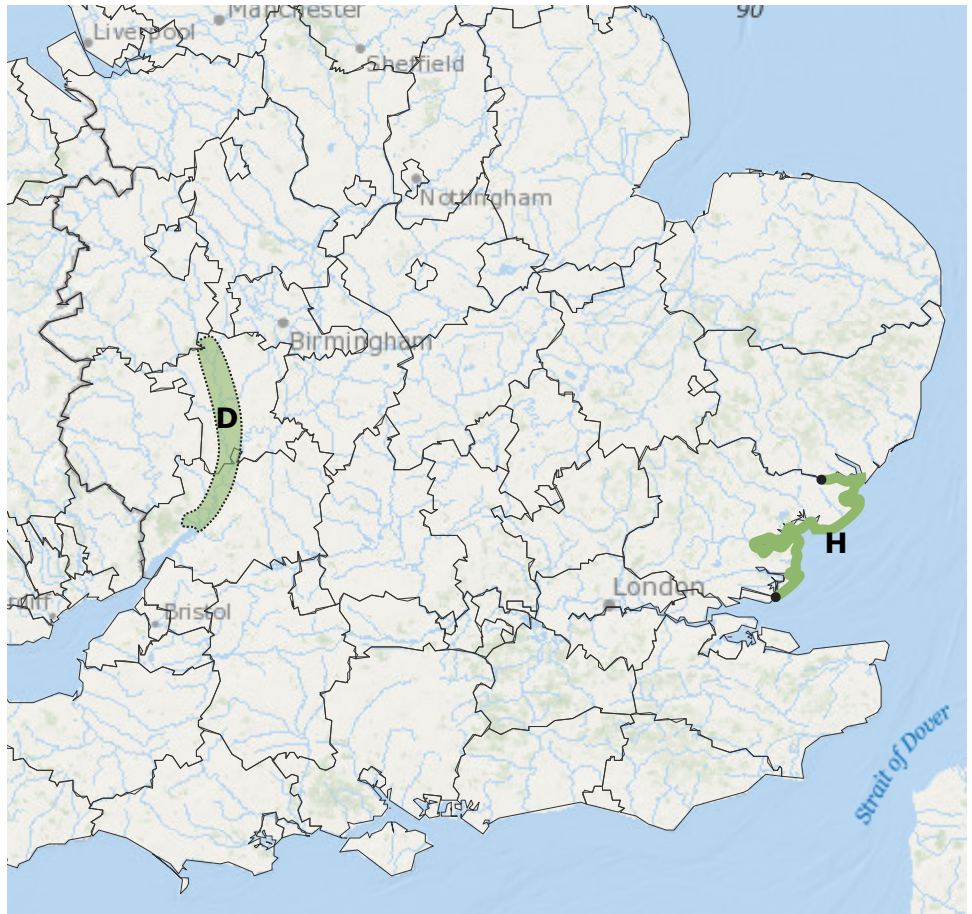 Manchester
90
Liverpool
Sheffield
Nottingham
Birmingham
D
H
London
Bristol
Strait of Dover